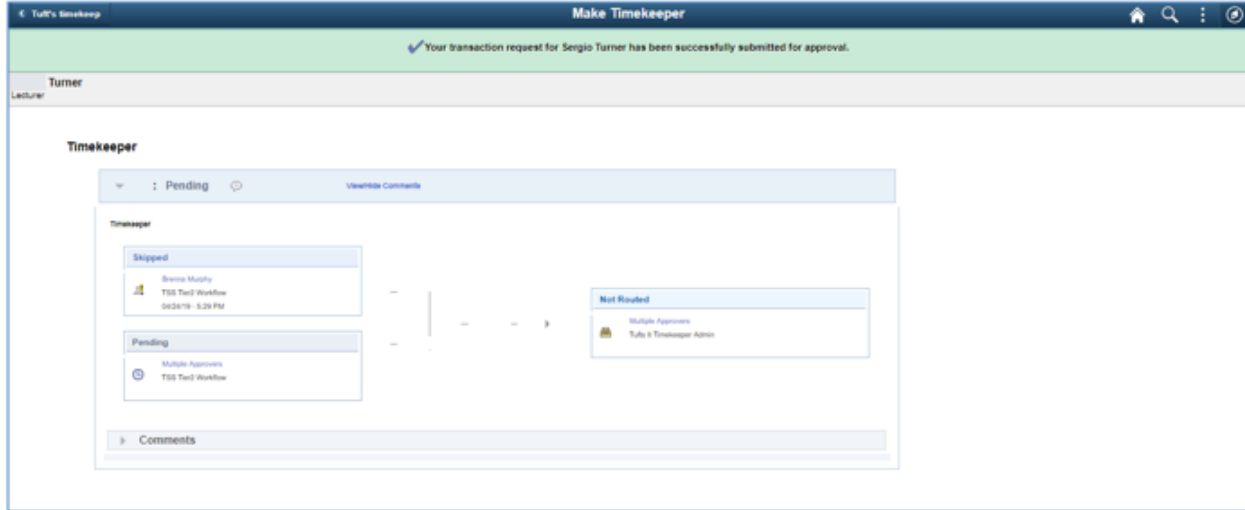 Tuft's timekeep
Make Timekeeper
Your transaction request for Sergio Turner has been successfully submitted for approval.
Turner
Lecturer
Timekeeper
: Pending
View/Hide Comments
Timekeeper
Skipped
Brenna Murphy
TSS Tier2 Workflow
04/24/19 - 5:29 PM
Pending
Multiple Approvers
TSS Tier2 Workflow
Not Routed
Multiple Approvers
Tufts It Timekeeper Admin
Comments